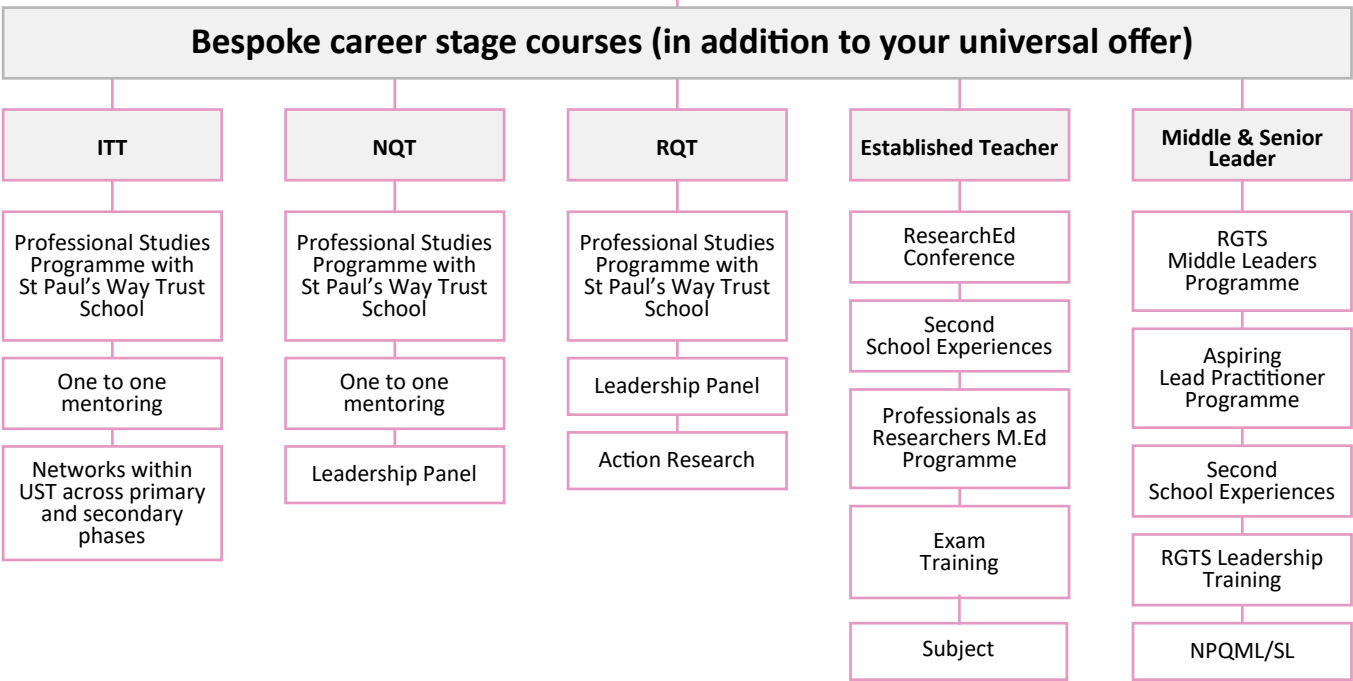 Bespoke career stage courses (in addition to your universal offer)
ITT
Professional Studies
Programme with
St Paul's Way Trust
School
One to one
mentoring
Networks within
UST across primary
and secondary
phases
NQT
Professional Studies
Programme with
St Paul's Way Trust
School
One to one
mentoring
Leadership Panel
RQT
Professional Studies
Programme with
St Paul's Way Trust
School
Leadership Panel
Action Research
Established Teacher
ResearchEd
Conference
Second
School Experiences
Professionals as
Researchers M.Ed
Programme
Exam
Training
Subject
Middle & Senior
Leader
RGTS
Middle Leaders
Programme
Aspiring
Lead Practitioner
Programme
Second
School Experiences
RGTS Leadership
Training
NPQML/SL